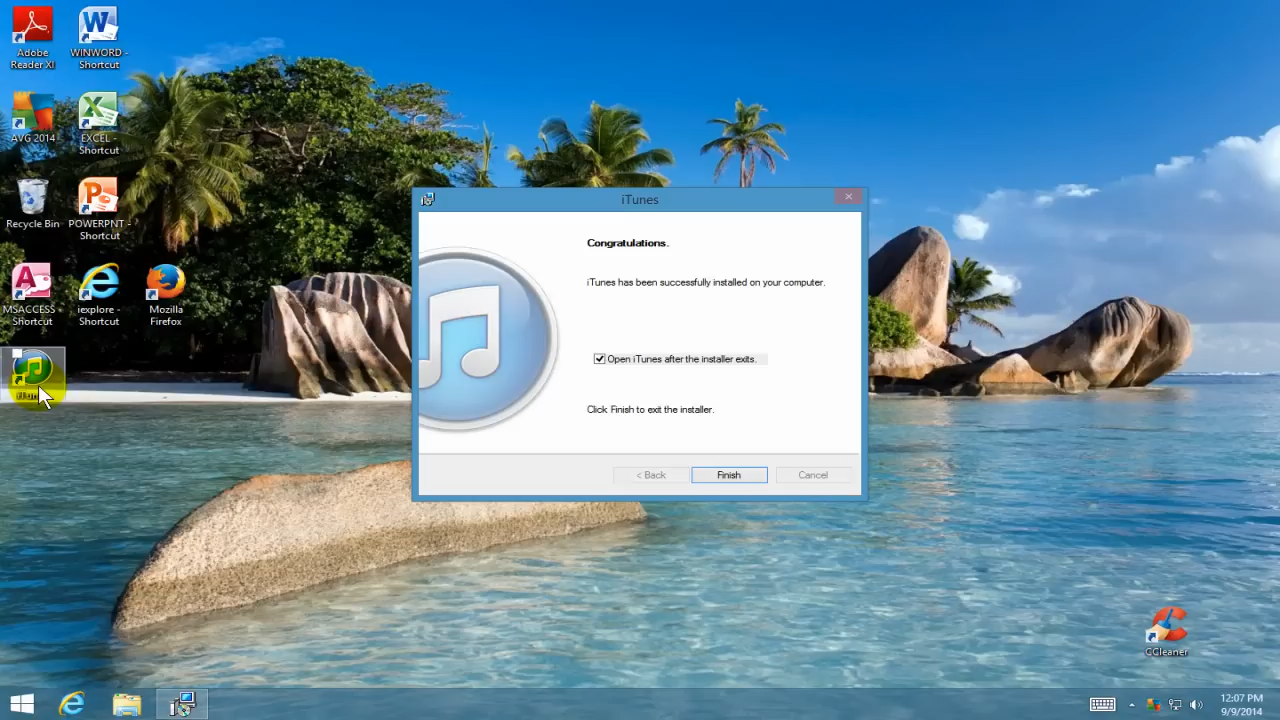 Adobe
Reader XI
WINWORD -
Shortcut
AVG 2014
EXCEL -
Shortcut
Recycle Bin
POWERPNT -
Shortcut
MSACCESS
Shortcut
iexplore -
Shortcut
Mozilla
Firefox
iTunes
iTunes
Congratulations.
iTunes has been successfully installed on your computer.
Open iTunes after the installer exits.
Click Finish to exit the installer.
< Back
Finish
Cancel
CCleaner
12:07 PM
9/9/2014